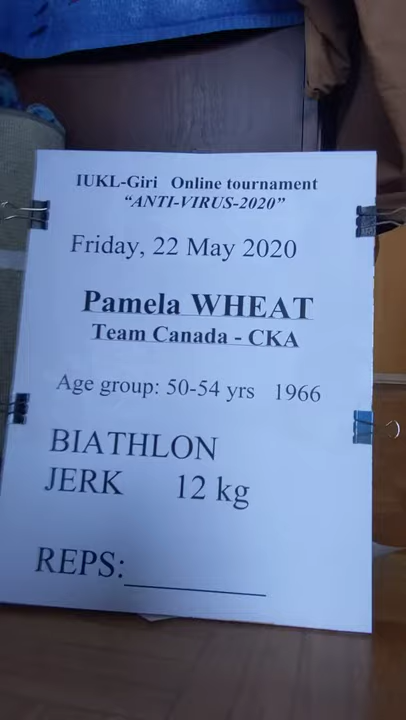 IUKL-Giri Online tournament
“ANTI-VIRUS-2020”
Friday, 22 May 2020
Pamela WHEAT
Team Canada - CKA
Age group: 50-54 yrs 1966
BIATHLON
JERK 12 kg
REPS:__________